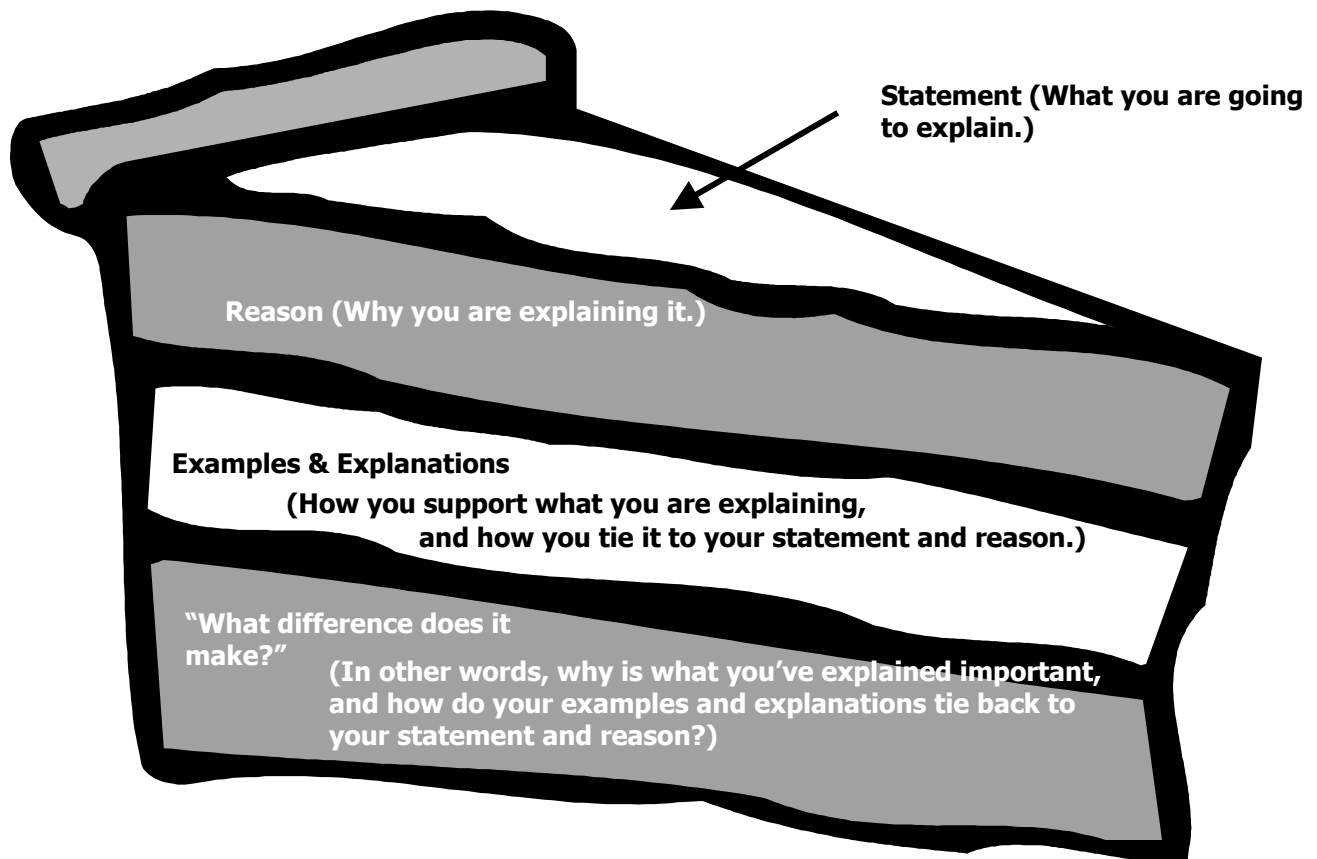 Statement (What you are going
to explain.)
Reason (Why you are explaining it.)
Examples & Explanations
(How you support what you are explaining,
and how you tie it to your statement and reason.)
“What difference does it
make?”
(In other words, why is what you’ve explained important,
and how do your examples and explanations tie back to
your statement and reason?)